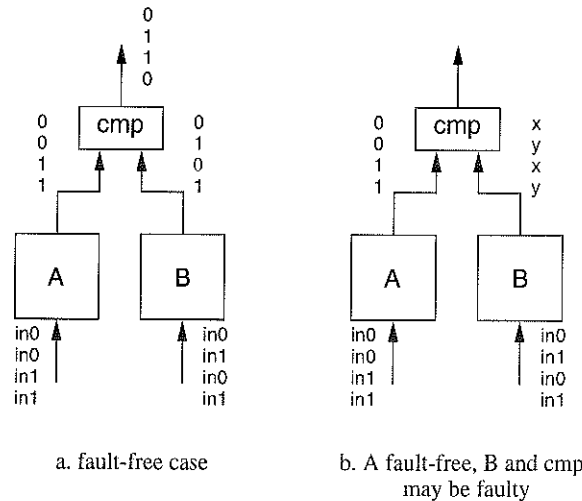 0
1
1
0
cmp
0
0
1
1
0
1
0
1
A
B
in0
in0
in1
in1
in0
in1
in0
in1
a. fault-free case
cmp
0
0
1
1
x
y
x
y
A
B
in0
in0
in1
in1
in0
in1
in0
in1
b. A fault-free, B and cmp
may be faulty